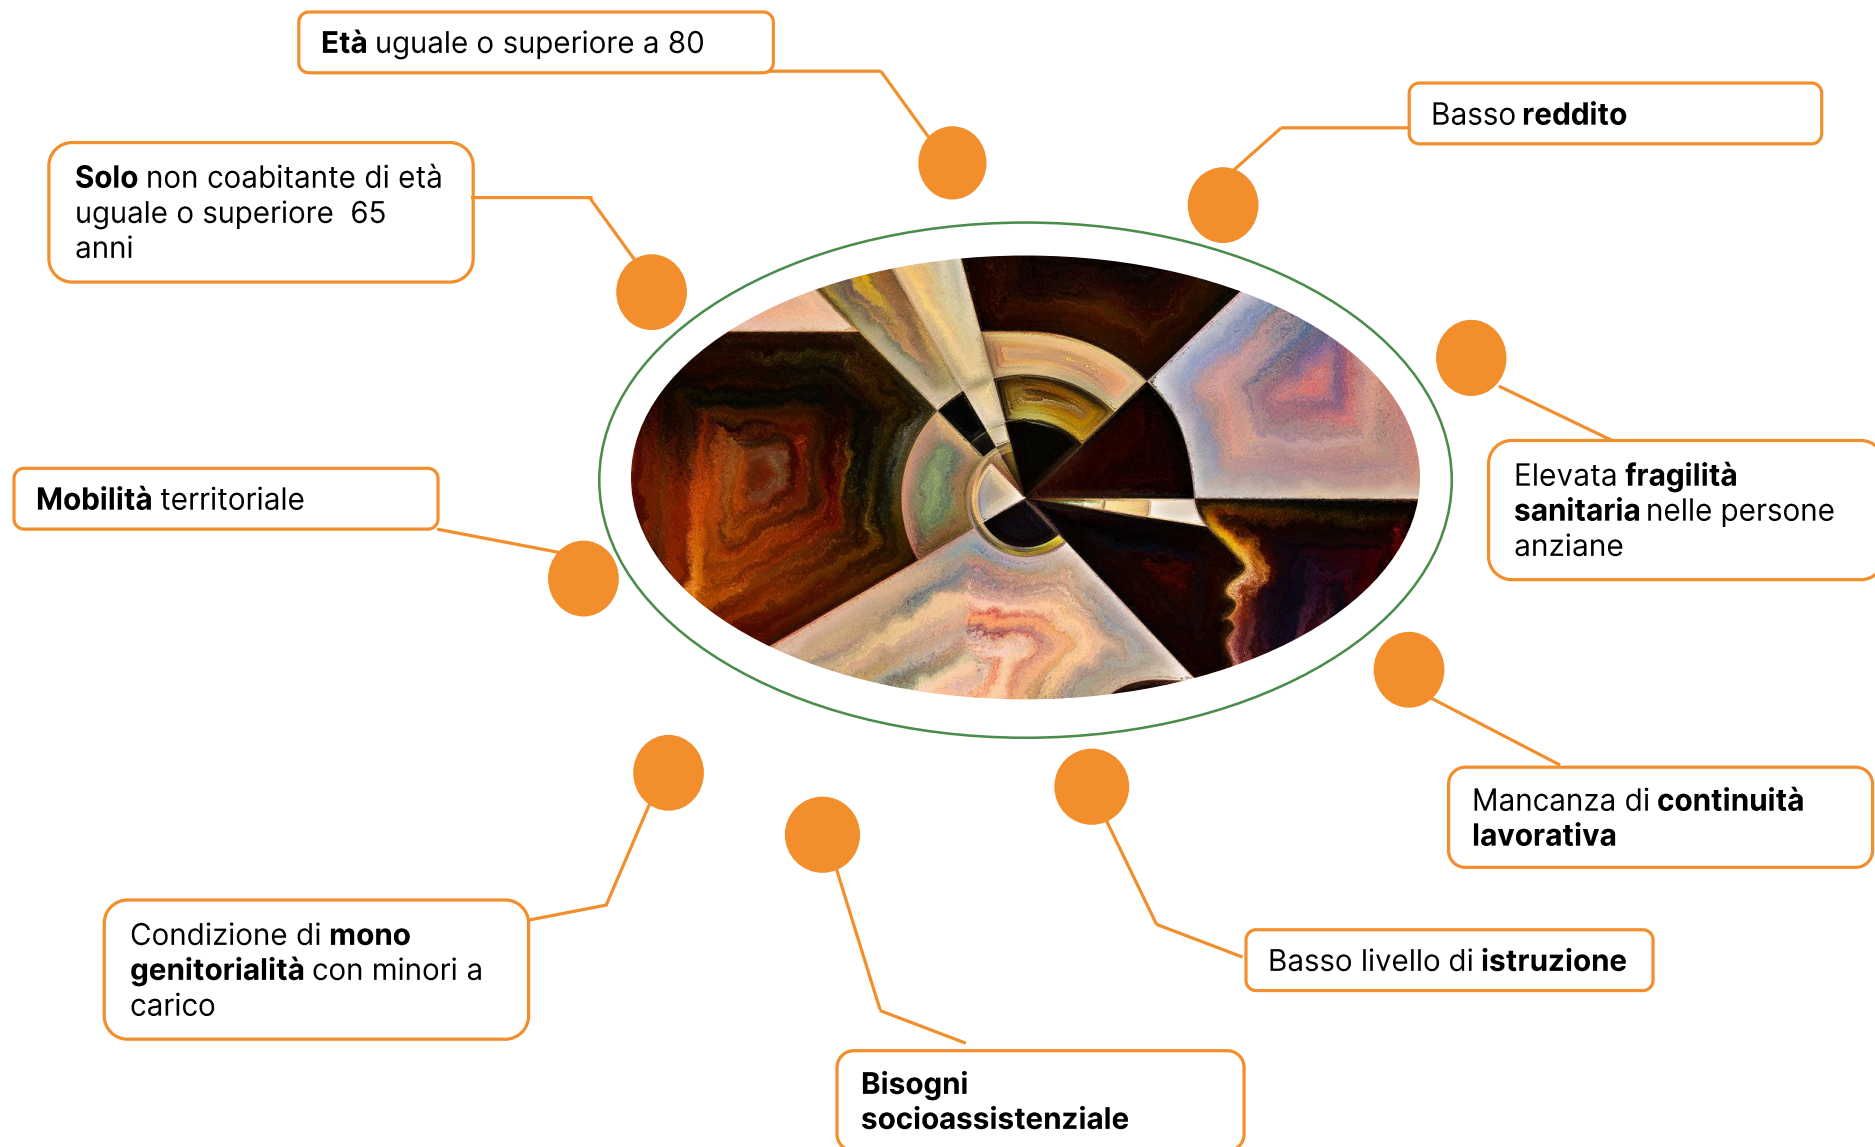 Età uguale o superiore a 80
Basso reddito
Solo non coabitante di età
uguale o superiore  65
anni
Elevata fragilità
sanitaria nelle persone
anziane
Mobilità territoriale
Mancanza di continuità
lavorativa
Condizione di mono
genitorialità con minori a
carico
Basso livello di istruzione
Bisogni
socioassistenziale